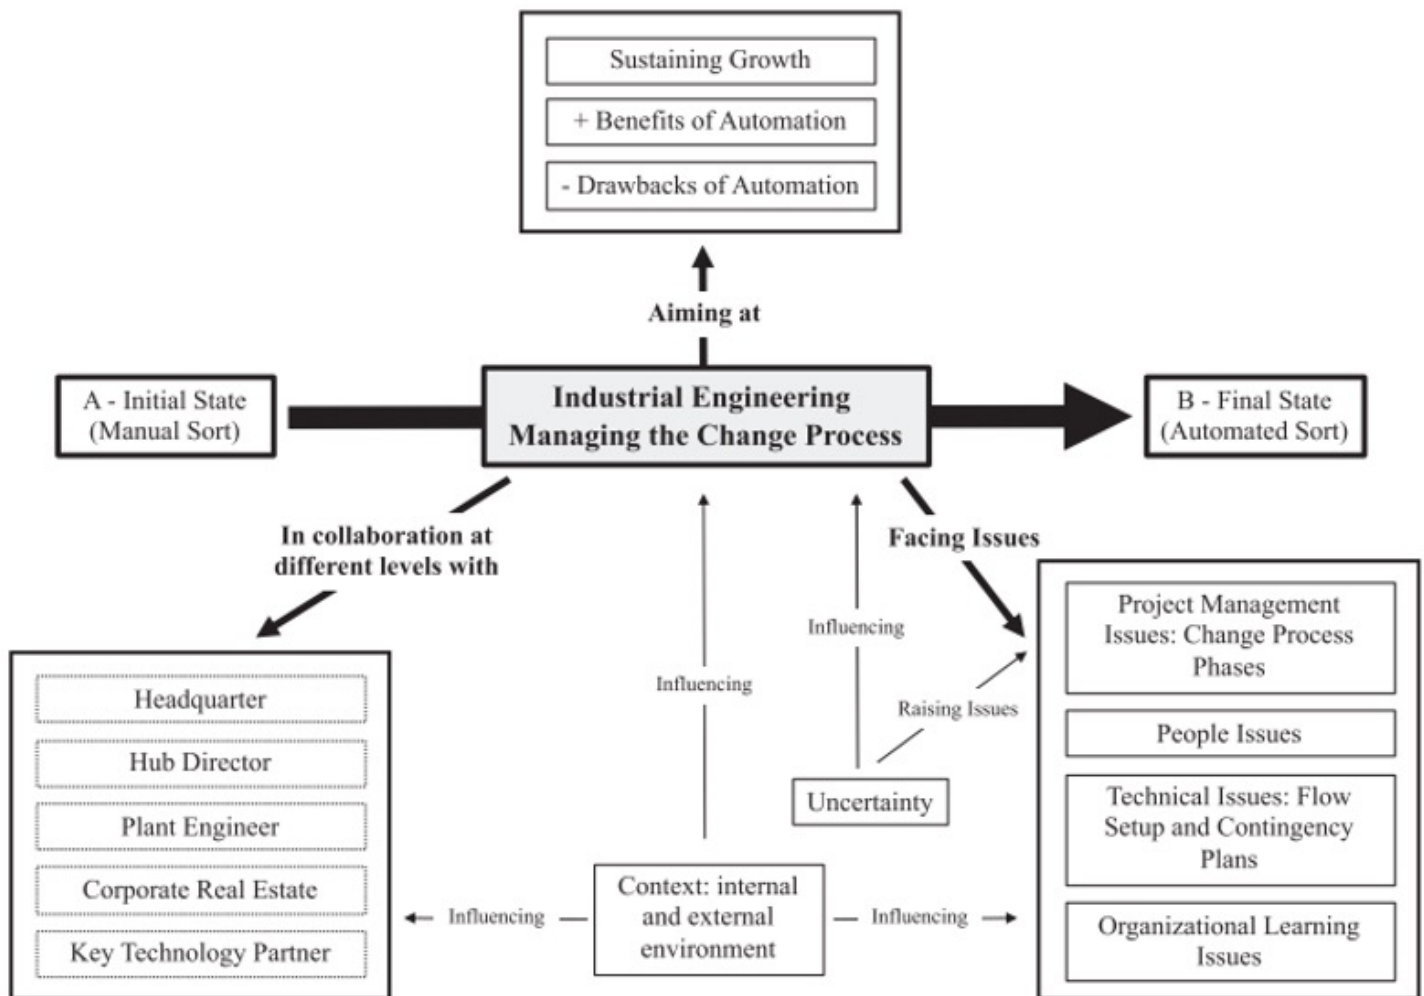 Sustaining Growth
+ Benefits of Automation
- Drawbacks of Automation
Aiming at
A - Initial State
(Manual Sort)
Industrial Engineering
Managing the Change Process
B - Final State
(Automated Sort)
In collaboration at
different levels with
Facing Issues
Influencing
Influencing
Raising Issues
Uncertainty
Headquarter
Hub Director
Plant Engineer
Corporate Real Estate
Key Technology Partner
Influencing
Context: internal
and external
environment
Influencing
Project Management
Issues: Change Process
Phases
People Issues
Technical Issues: Flow
Setup and Contingency
Plans
Organizational Learning
Issues